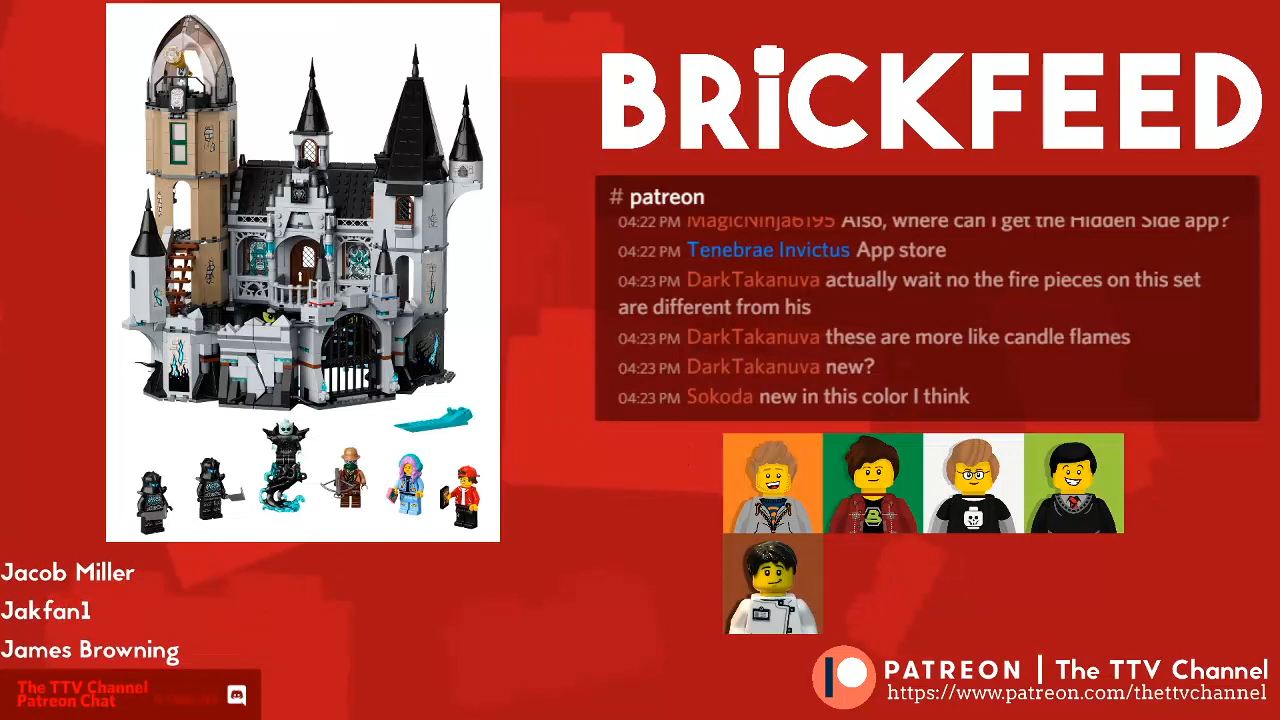 BRiCKFEED
# patreon
04:22 PM MagicNinja6195 Also, where can I get the Hidden Side app?
04:22 PM Tenebrae Invictus App store
04:23 PM DarkTakanuva actually wait no the fire pieces on this set
are different from his
04:23 PM DarkTakanuva these are more like candle flames
04:23 PM DarkTakanuva new?
04:23 PM Sokoda new in this color I think
Jacob Miller
Jakfan1
James Browning
The TTV Channel
Patreon Chat
PATREON | The TTV Channel
https://www.patreon.com/thettvchannel